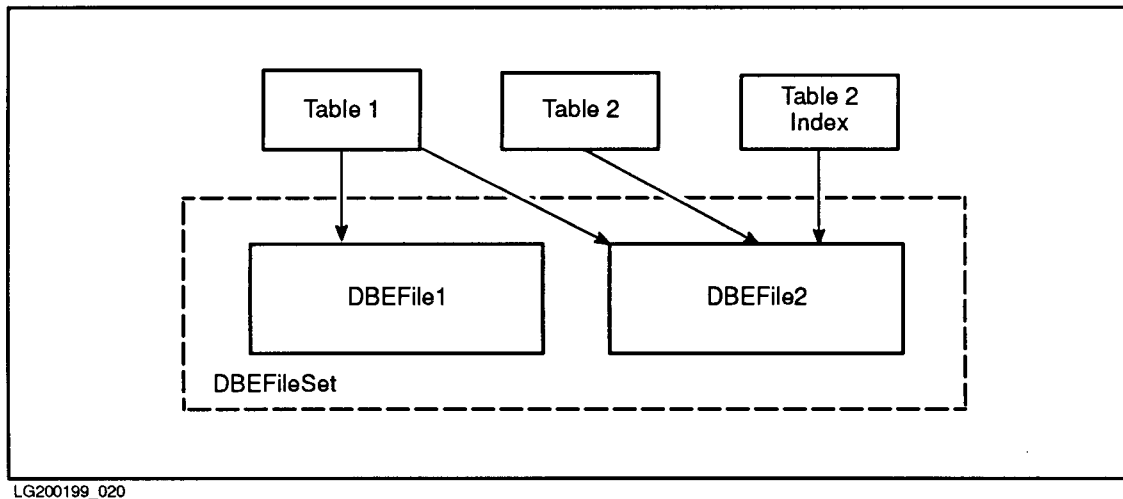 Table 1
Table 2
Table 2
Index
DBEFile1
DBEFile2
DBEFileSet
LG200199_020